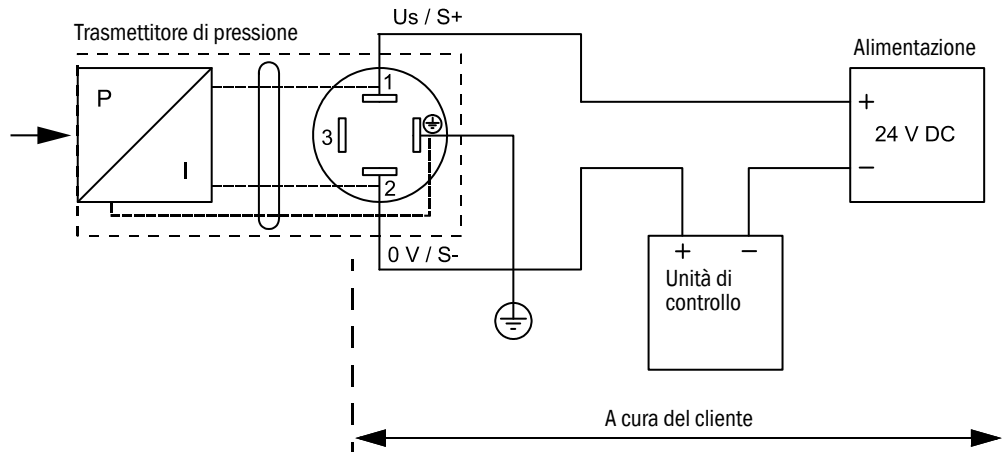 Us / S+
Trasmettitore di pressione
Alimentazione
P
I
1
3
2
+
24 V DC
−
0 V / S-
+ −
Unità di
controllo
A cura del cliente